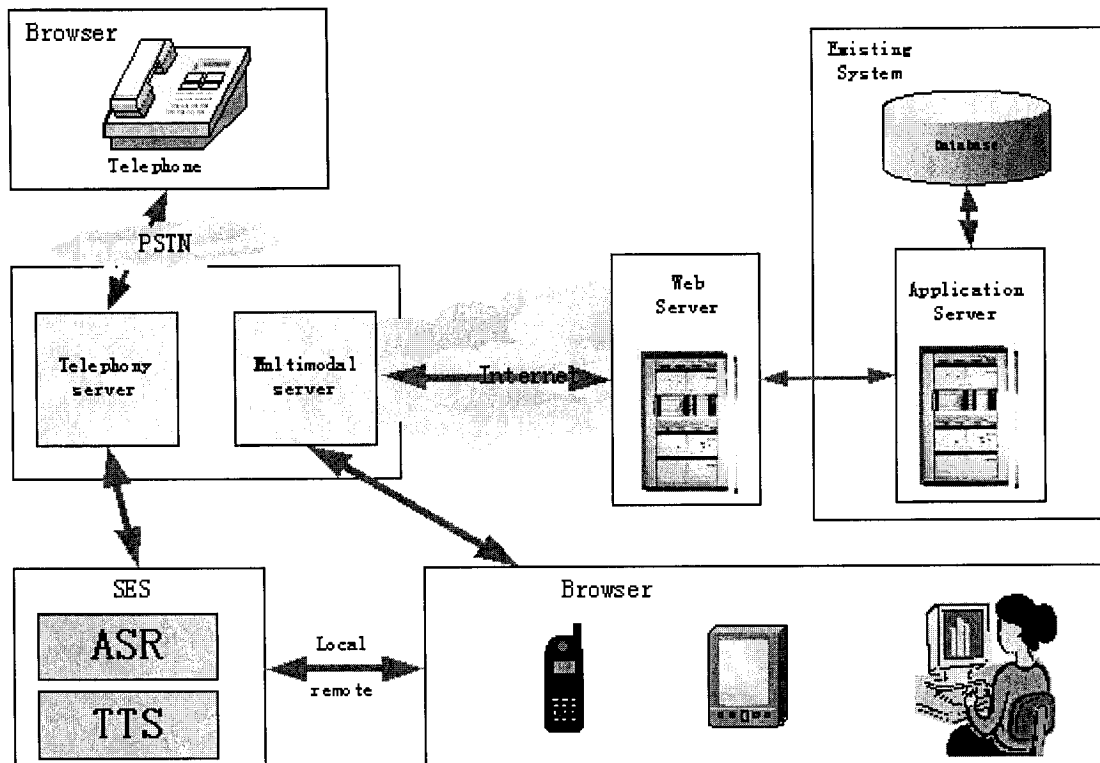 Browser
Telephone
PSTN
Existing
System
Database
Web
Server
Application
Server
Telephony
server
Multimodal
server
Internet
SES
ASR
TTS
Local
remote
Browser